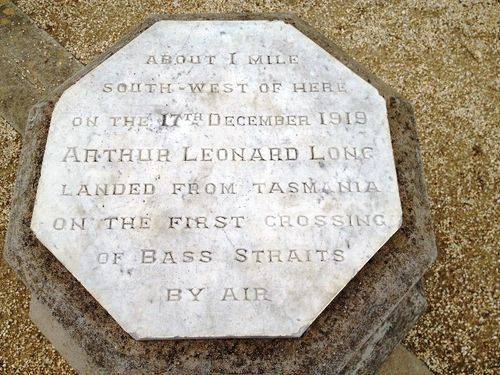 ABOUT 1 MILE
SOUTH-WEST OF HERE
ON THE 17TH DECEMBER 1919
ARTHUR LEONARD LONG
LANDED FROM TASMANIA
ON THE FIRST CROSSING
OF BASS STRAITS
BY AIR